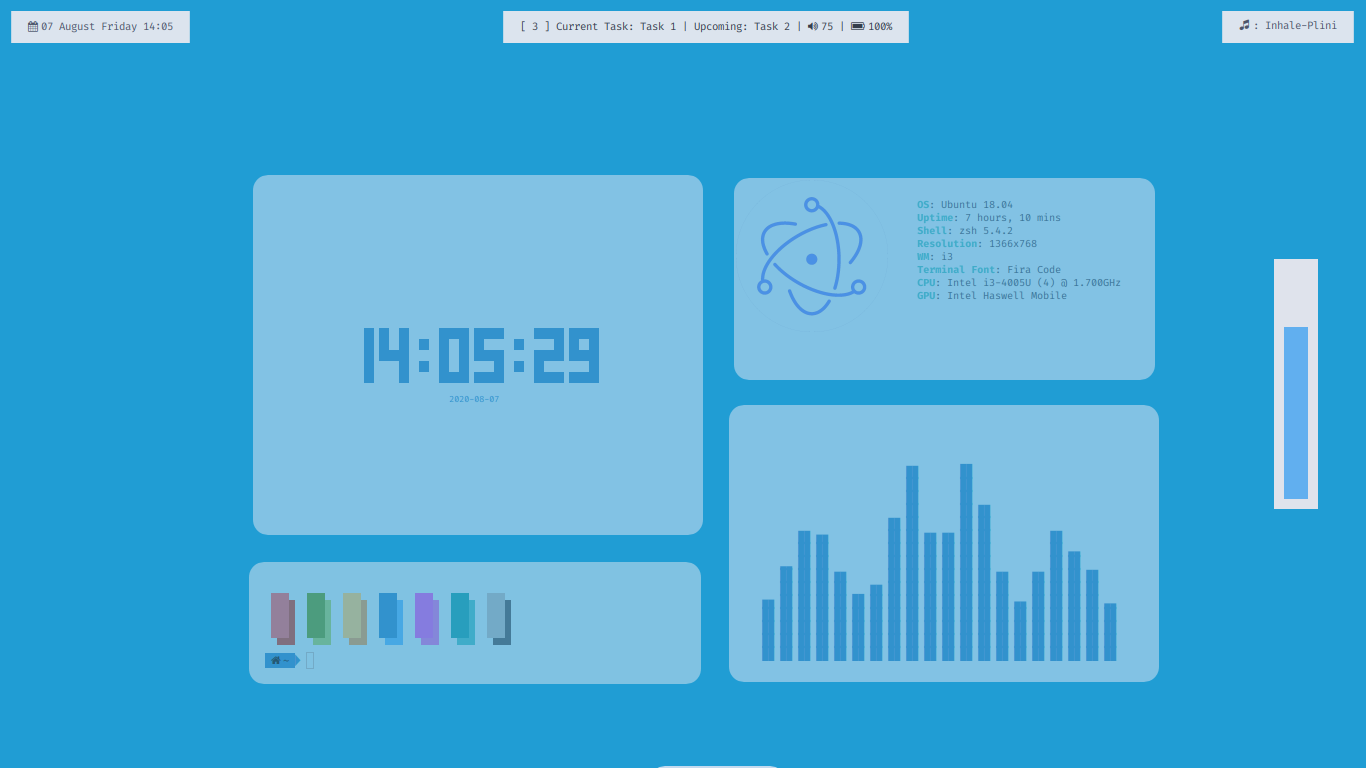 07 August Friday 14:05
[ 3 ] Current Task: Task 1 | Upcoming: Task 2 | 75 | 100%
: Inhale-Plini
14:05:29
2020-08-07
OS: Ubuntu 18.04
Uptime: 7 hours, 10 mins
Shell: zsh 5.4.2
Resolution: 1366x768
WM: i3
Terminal Font: Fira Code
CPU: Intel i3-4005U (4) @ 1.700GHz
GPU: Intel Haswell Mobile
~